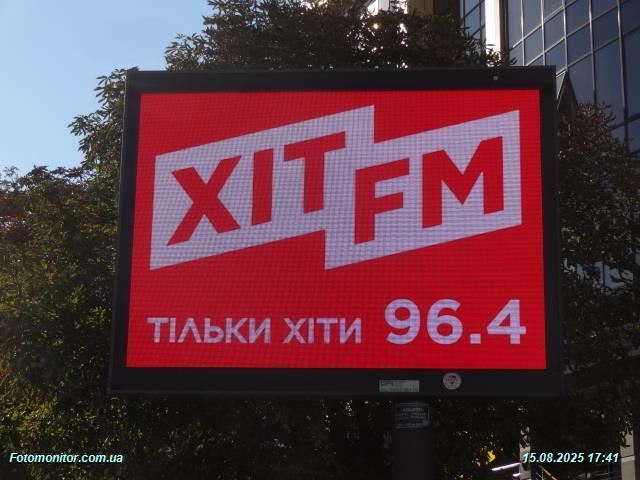 ХІТ FM
ТІЛЬКИ ХІТИ 96.4
Fotomonitor.com.ua
15.08.2025 17:41